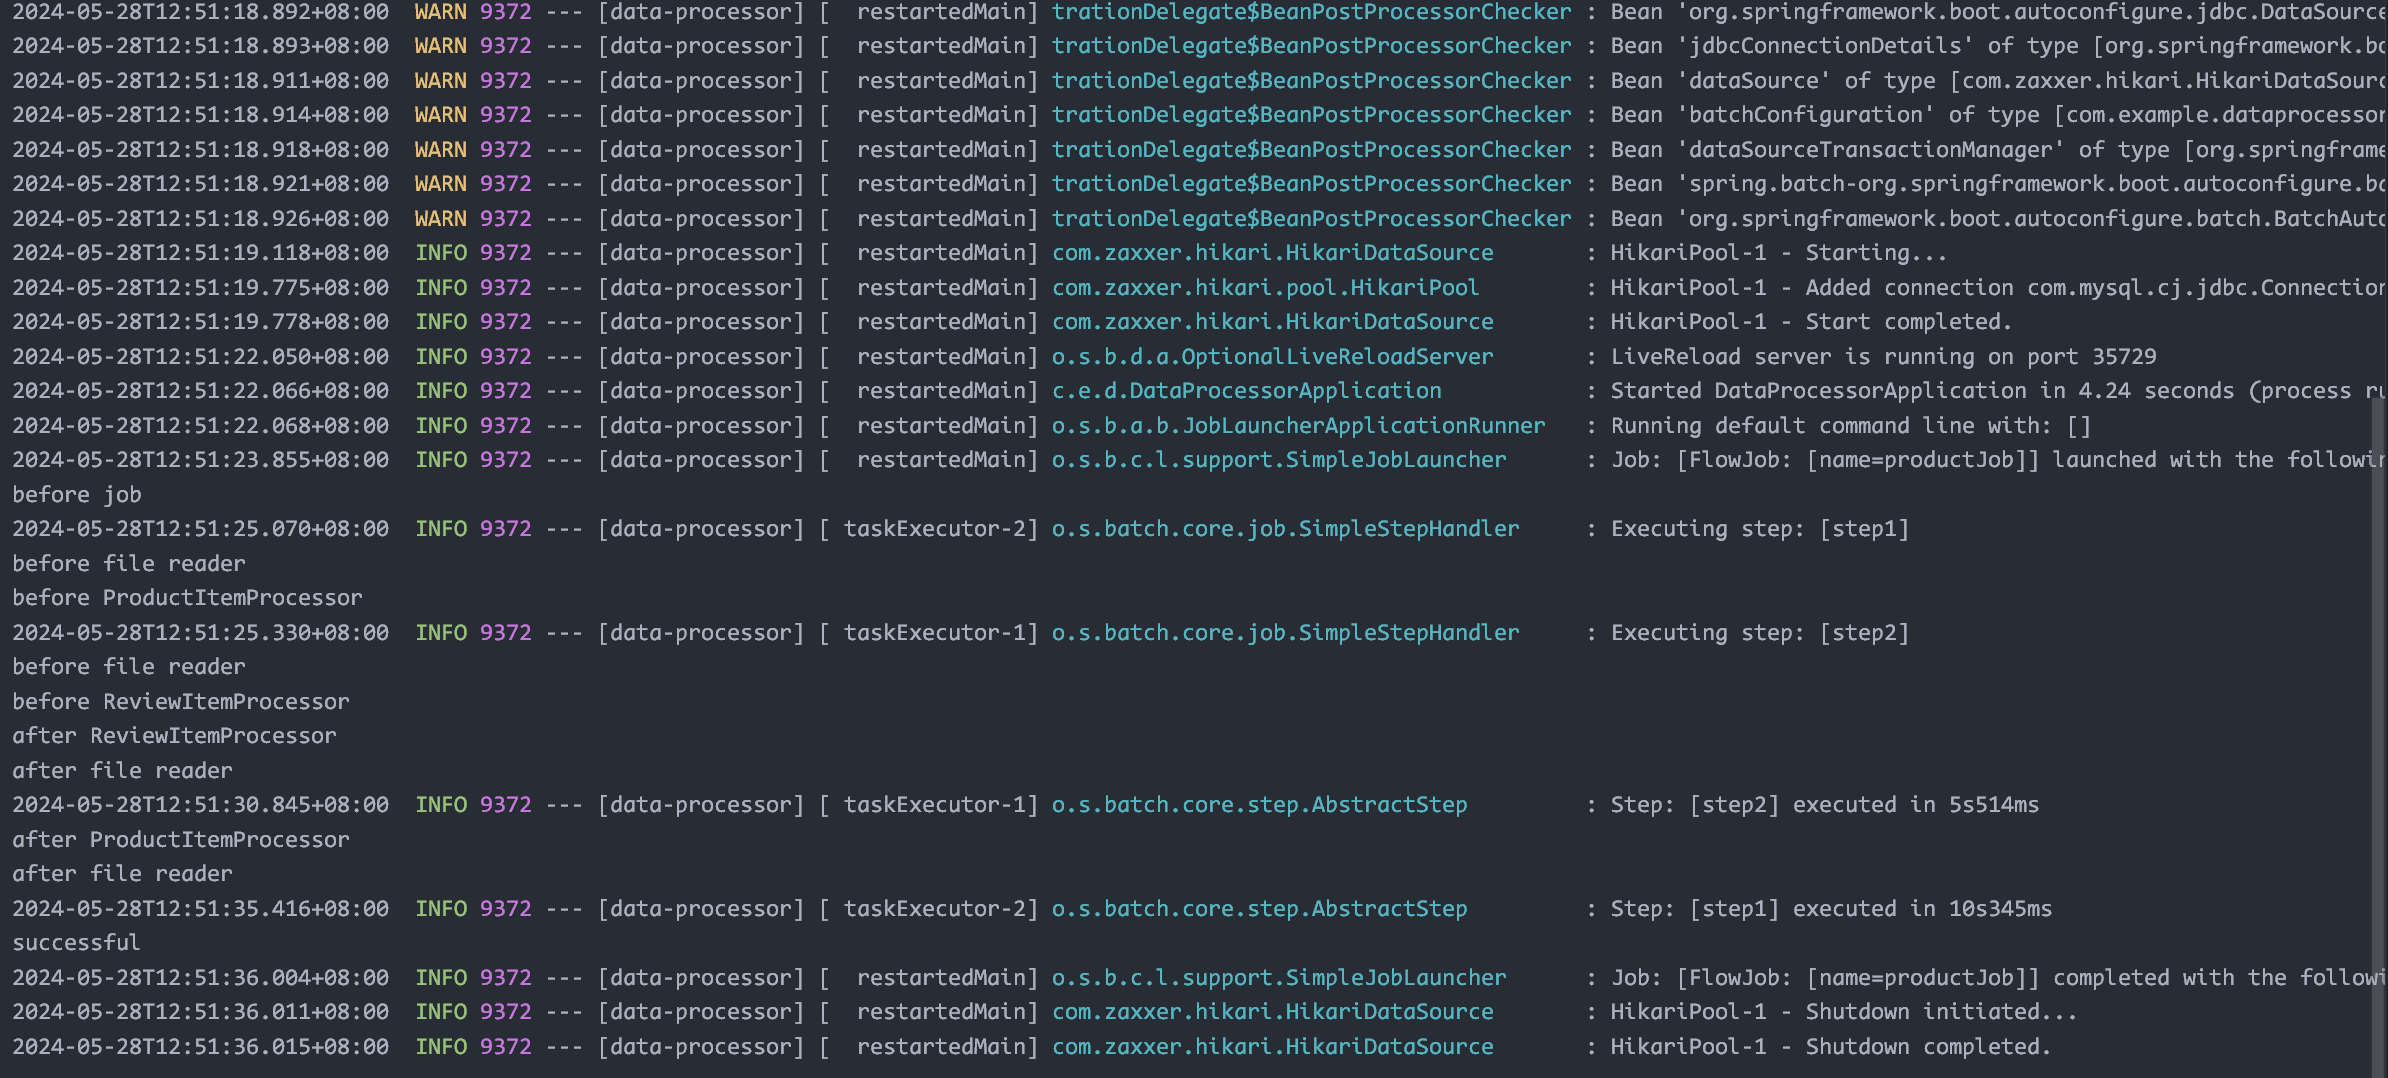 2024-05-28T12:51:18.892+08:00  WARN 9372 --- [data-processor] [  restartedMain] trationDelegate$BeanPostProcessorChecker : Bean 'org.springframework.boot.autoconfigure.jdbc.DataSource
2024-05-28T12:51:18.893+08:00  WARN 9372 --- [data-processor] [  restartedMain] trationDelegate$BeanPostProcessorChecker : Bean 'jdbcConnectionDetails' of type [org.springframework.bo
2024-05-28T12:51:18.911+08:00  WARN 9372 --- [data-processor] [  restartedMain] trationDelegate$BeanPostProcessorChecker : Bean 'dataSource' of type [com.zaxxer.hikari.HikariDataSourc
2024-05-28T12:51:18.914+08:00  WARN 9372 --- [data-processor] [  restartedMain] trationDelegate$BeanPostProcessorChecker : Bean 'batchConfiguration' of type [com.example.dataprocessor
2024-05-28T12:51:18.918+08:00  WARN 9372 --- [data-processor] [  restartedMain] trationDelegate$BeanPostProcessorChecker : Bean 'dataSourceTransactionManager' of type [org.springframe
2024-05-28T12:51:18.921+08:00  WARN 9372 --- [data-processor] [  restartedMain] trationDelegate$BeanPostProcessorChecker : Bean 'spring.batch-org.springframework.boot.autoconfigure.ba
2024-05-28T12:51:18.926+08:00  WARN 9372 --- [data-processor] [  restartedMain] trationDelegate$BeanPostProcessorChecker : Bean 'org.springframework.boot.autoconfigure.batch.BatchAuto
2024-05-28T12:51:19.118+08:00  INFO 9372 --- [data-processor] [  restartedMain] com.zaxxer.hikari.HikariDataSource       : HikariPool-1 - Starting...
2024-05-28T12:51:19.775+08:00  INFO 9372 --- [data-processor] [  restartedMain] com.zaxxer.hikari.pool.HikariPool        : HikariPool-1 - Added connection com.mysql.cj.jdbc.Connection
2024-05-28T12:51:19.778+08:00  INFO 9372 --- [data-processor] [  restartedMain] com.zaxxer.hikari.HikariDataSource       : HikariPool-1 - Start completed.
2024-05-28T12:51:22.050+08:00  INFO 9372 --- [data-processor] [  restartedMain] o.s.b.d.a.OptionalLiveReloadServer       : LiveReload server is running on port 35729
2024-05-28T12:51:22.066+08:00  INFO 9372 --- [data-processor] [  restartedMain] c.e.d.DataProcessorApplication           : Started DataProcessorApplication in 4.24 seconds (process ru
2024-05-28T12:51:22.068+08:00  INFO 9372 --- [data-processor] [  restartedMain] o.s.b.a.b.JobLauncherApplicationRunner   : Running default command line with: []
2024-05-28T12:51:23.855+08:00  INFO 9372 --- [data-processor] [  restartedMain] o.s.b.c.l.support.SimpleJobLauncher      : Job: [FlowJob: [name=productJob]] launched with the followin
before job
2024-05-28T12:51:25.070+08:00  INFO 9372 --- [data-processor] [ taskExecutor-2] o.s.batch.core.job.SimpleStepHandler     : Executing step: [step1]
before file reader
before ProductItemProcessor
2024-05-28T12:51:25.330+08:00  INFO 9372 --- [data-processor] [ taskExecutor-1] o.s.batch.core.job.SimpleStepHandler     : Executing step: [step2]
before file reader
before ReviewItemProcessor
after ReviewItemProcessor
after file reader
2024-05-28T12:51:30.845+08:00  INFO 9372 --- [data-processor] [ taskExecutor-1] o.s.batch.core.step.AbstractStep         : Step: [step2] executed in 5s514ms
after ProductItemProcessor
after file reader
2024-05-28T12:51:35.416+08:00  INFO 9372 --- [data-processor] [ taskExecutor-2] o.s.batch.core.step.AbstractStep         : Step: [step1] executed in 10s345ms
successful
2024-05-28T12:51:36.004+08:00  INFO 9372 --- [data-processor] [  restartedMain] o.s.b.c.l.support.SimpleJobLauncher      : Job: [FlowJob: [name=productJob]] completed with the followi
2024-05-28T12:51:36.011+08:00  INFO 9372 --- [data-processor] [  restartedMain] com.zaxxer.hikari.HikariDataSource       : HikariPool-1 - Shutdown initiated...
2024-05-28T12:51:36.015+08:00  INFO 9372 --- [data-processor] [  restartedMain] com.zaxxer.hikari.HikariDataSource       : HikariPool-1 - Shutdown completed.